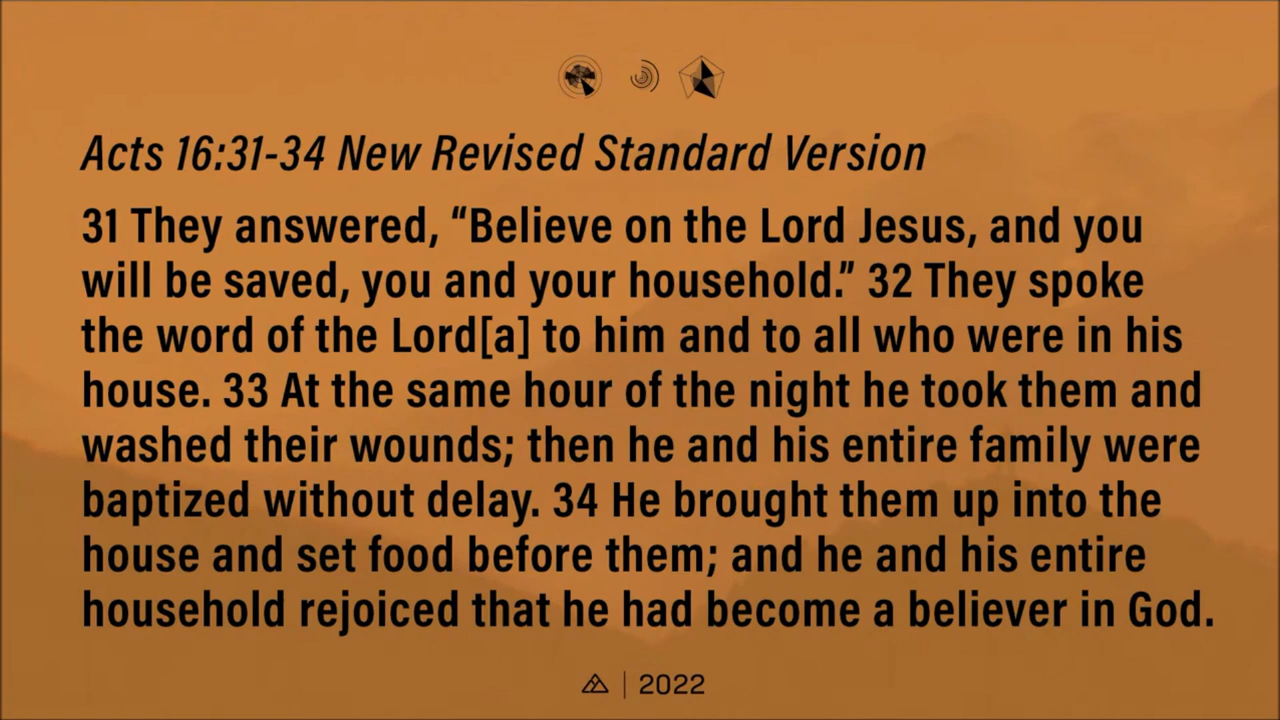 Acts 16:31-34 New Revised Standard Version
31 They answered, “Believe on the Lord Jesus, and you
will be saved, you and your household.” 32 They spoke
the word of the Lord[a] to him and to all who were in his
house. 33 At the same hour of the night he took them and
washed their wounds; then he and his entire family were
baptized without delay. 34 He brought them up into the
house and set food before them; and he and his entire
household rejoiced that he had become a believer in God.
2022